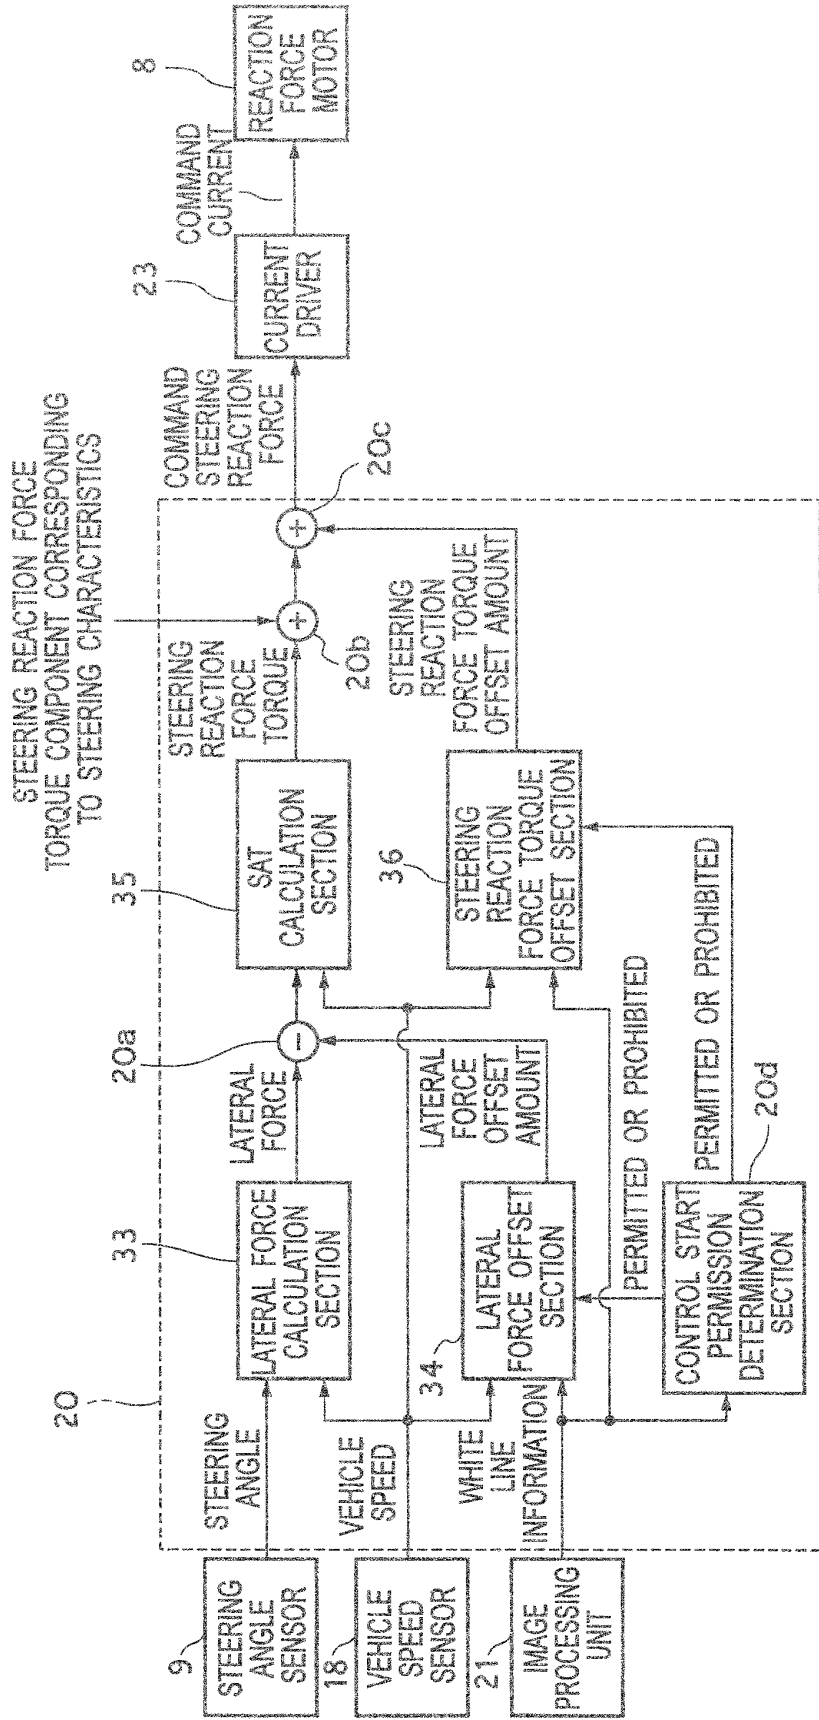 STEERING REACTION FORCE
TORQUE COMPONENT CORRESPONDING
TO STEERING CHARACTERISTICS
20
9
STEERING
ANGLE
SENSOR
STEERING
ANGLE
33
LATERAL FORCE
CALCULATION
SECTION
LATERAL
FORCE
20a
-
35
SAT
CALCULATION
SECTION
STEERING
REACTION
FORCE
TORQUE
+
20b
+
20c
COMMAND
STEERING
REACTION
FORCE
23
CURRENT
DRIVER
COMMAND
CURRENT
8
REACTION
FORCE
MOTOR
18
VEHICLE
SPEED
SENSOR
VEHICLE
SPEED
34
LATERAL
FORCE OFFSET
SECTION
LATERAL
FORCE
OFFSET
AMOUNT
36
STEERING
REACTION
FORCE TORQUE
OFFSET SECTION
STEERING
REACTION
FORCE TORQUE
OFFSET AMOUNT
21
IMAGE
PROCESSING
UNIT
WHITE
LINE
INFORMATION
PERMITTED OR PROHIBITED
PERMITTED OR PROHIBITED
CONTROL START
PERMISSION
DETERMINATION
SECTION
20d